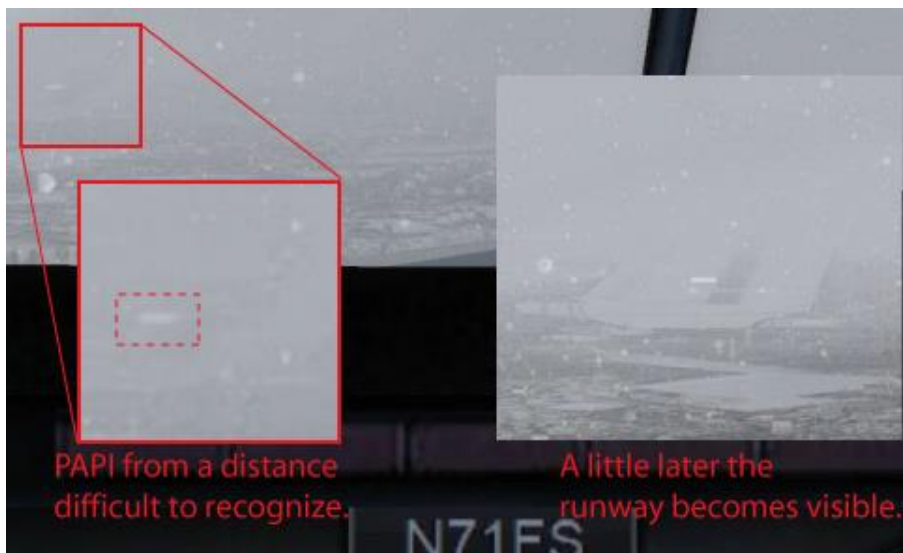 PAPI from a distance
difficult to recognize.
A little later the
runway becomes visible.
N71FS